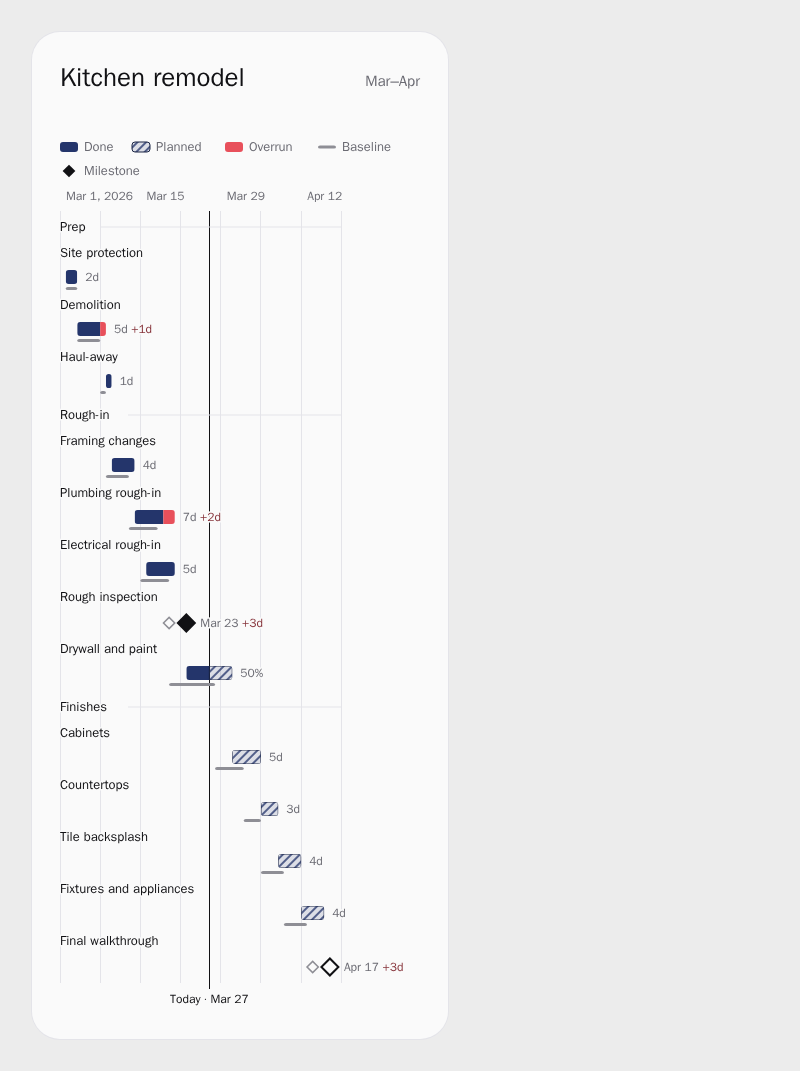 Kitchen remodel
Mar–Apr
Done Planned Overrun Baseline
Milestone
Mar 1, 2026 Mar 15 Mar 29 Apr 12
Prep
Site protection
2d
Demolition
5d +1d
Haul-away
1d
Rough-in
Framing changes
4d
Plumbing rough-in
7d +2d
Electrical rough-in
5d
Rough inspection
Mar 23 +3d
Drywall and paint
50%
Finishes
Cabinets
5d
Countertops
3d
Tile backsplash
4d
Fixtures and appliances
4d
Final walkthrough
Apr 17 +3d
Today · Mar 27